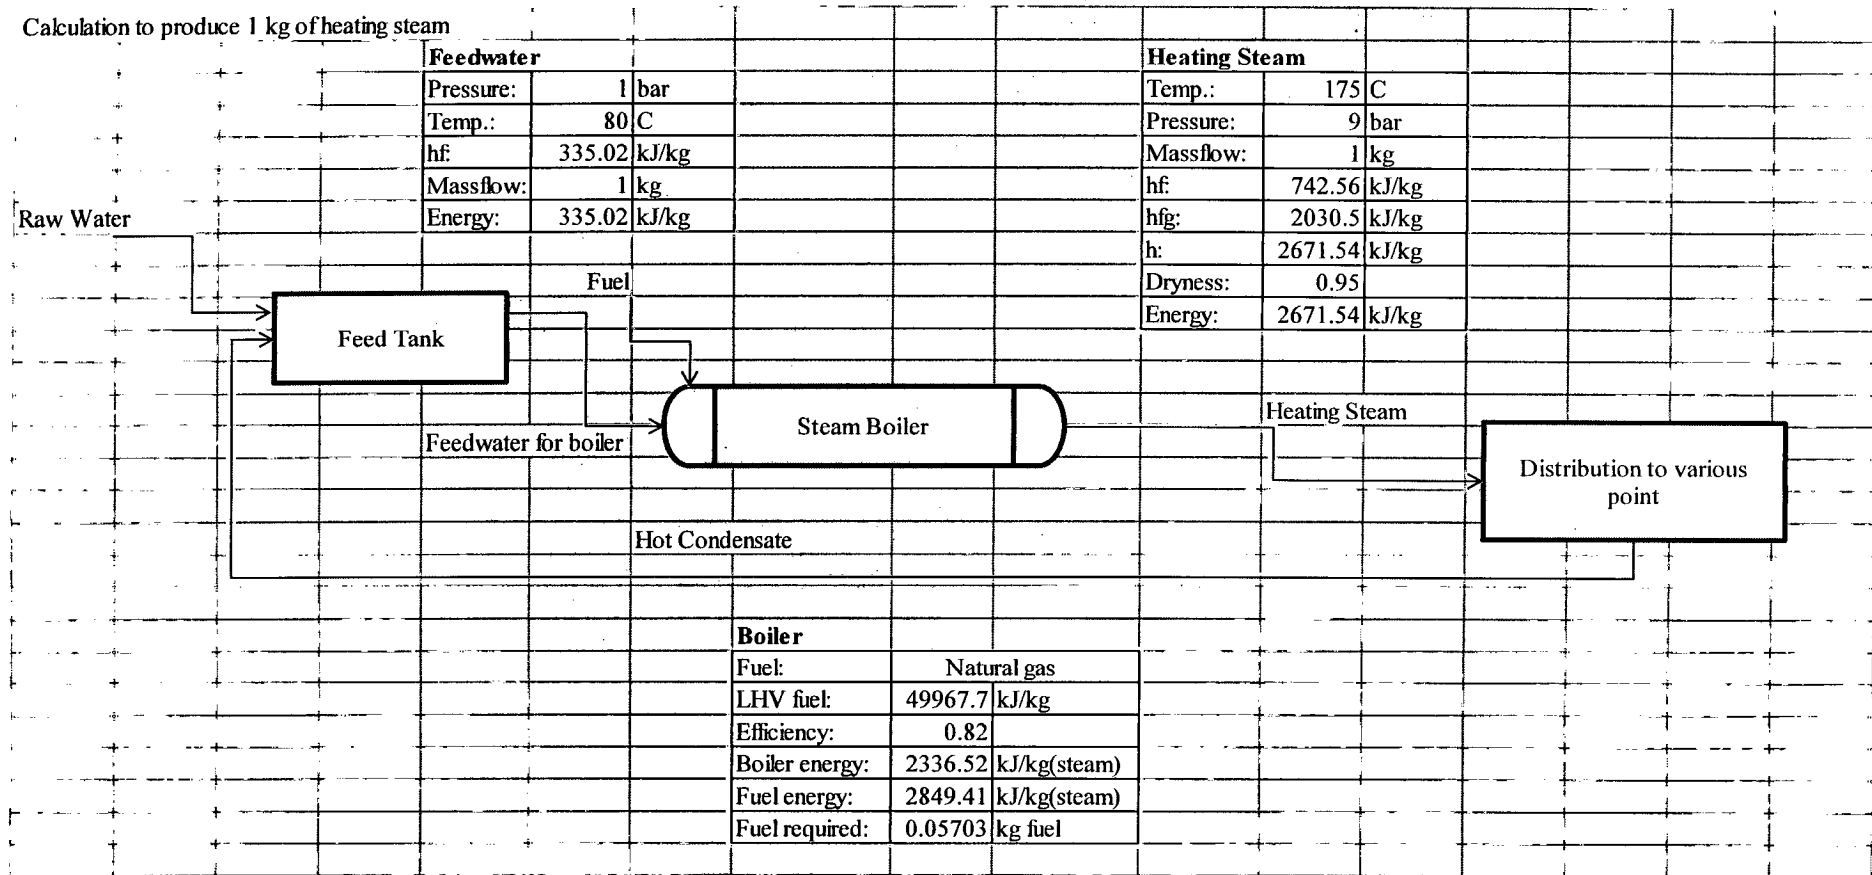 Calculation to produce 1 kg of heating steam
Feedwater
Pressure: 1 bar
Temp.: 80 C
hf: 335.02 kJ/kg
Massflow: 1 kg
Energy: 335.02 kJ/kg
Heating Steam
Temp.: 175 C
Pressure: 9 bar
Massflow: 1 kg
hf: 742.56 kJ/kg
hfg: 2030.5 kJ/kg
h: 2671.54 kJ/kg
Dryness: 0.95
Energy: 2671.54 kJ/kg
Raw Water
Fuel
Feed Tank
Steam Boiler
Feedwater for boiler
Heating Steam
Distribution to various
point
Hot Condensate
Boiler
Fuel: Natural gas
LHV fuel: 49967.7 kJ/kg
Efficiency: 0.82
Boiler energy: 2336.52 kJ/kg(steam)
Fuel energy: 2849.41 kJ/kg(steam)
Fuel required: 0.05703 kg fuel